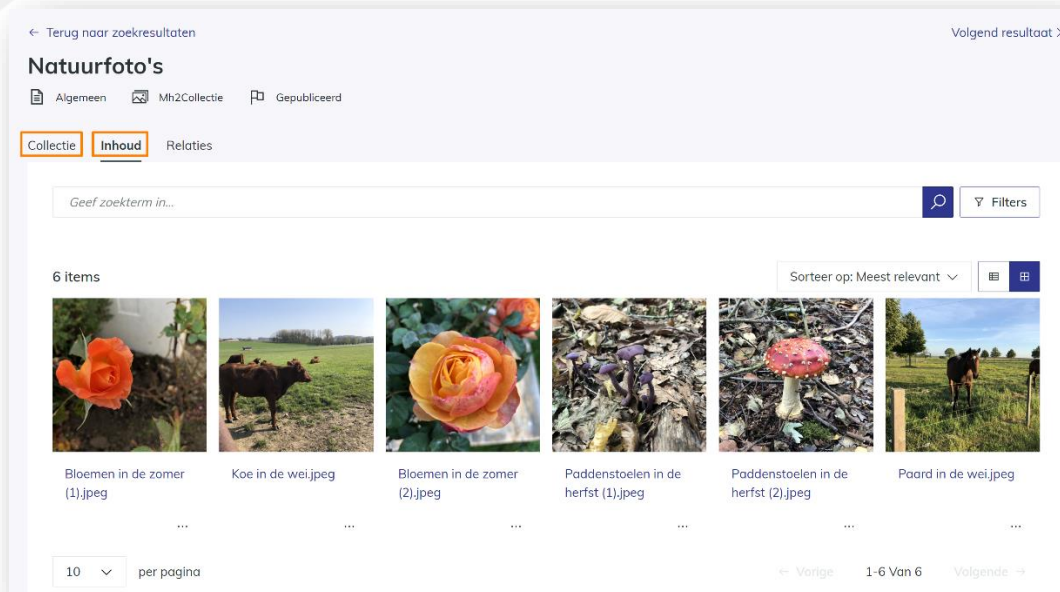 ← Terug naar zoekresultaten
Volgend resultaat
Natuurfoto's
Algemeen Mh2Collectie Gepubliceerd
Collectie Inhoud Relaties
Geef zoekterm in...
Filters
6 items
Sorteer op: Meest relevant
Bloemen in de zomer
(1).jpeg
Koe in de wei.jpeg
Bloemen in de zomer
(2).jpeg
Paddenstoelen in de
herfst (1).jpeg
Paddenstoelen in de
herfst (2).jpeg
Paard in de wei.jpeg
... ... ... ... ... ...
10 per pagina
← Vorige 1-6 Van 6 Volgende →